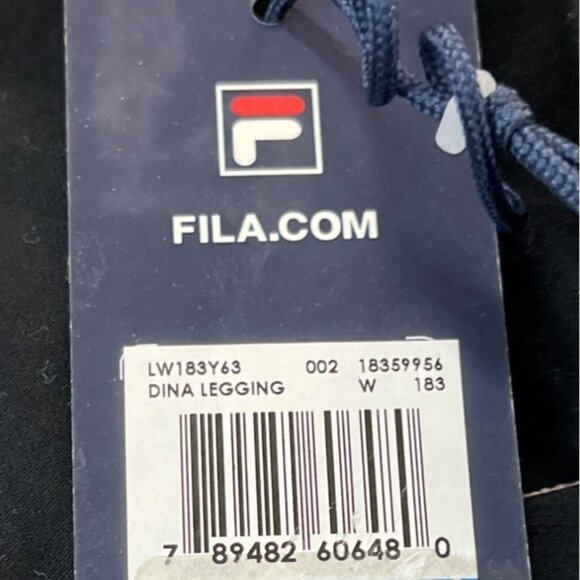 FILA.COM
LW183Y63 002 18359956
DINA LEGGING W 183
7 89482 60648 0